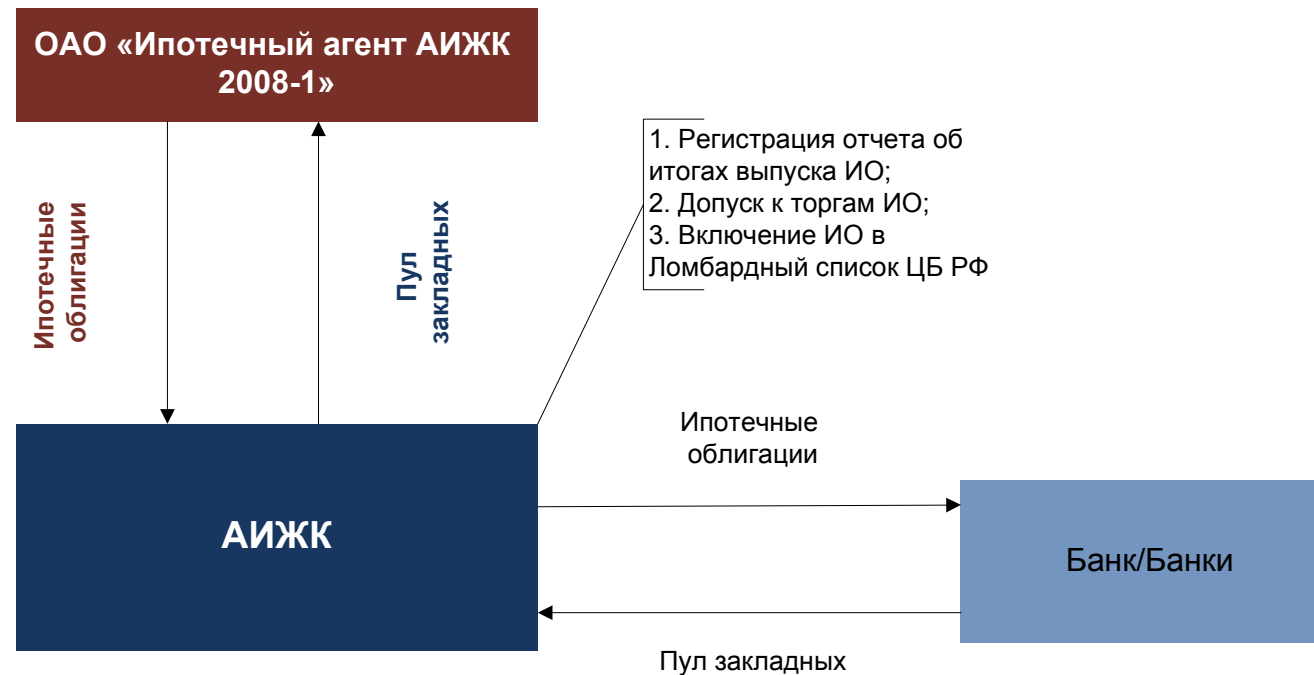 ОАО «Ипотечный агент АИЖК
2008-1»
1. Регистрация отчета об
итогах выпуска ИО;
2. Допуск к торгам ИО;
3. Включение ИО в
Ломбардный список ЦБ РФ
Ипотечные
облигации
Пул
закладных
Ипотечные
облигации
АИЖК
Банк/Банки
Пул закладных